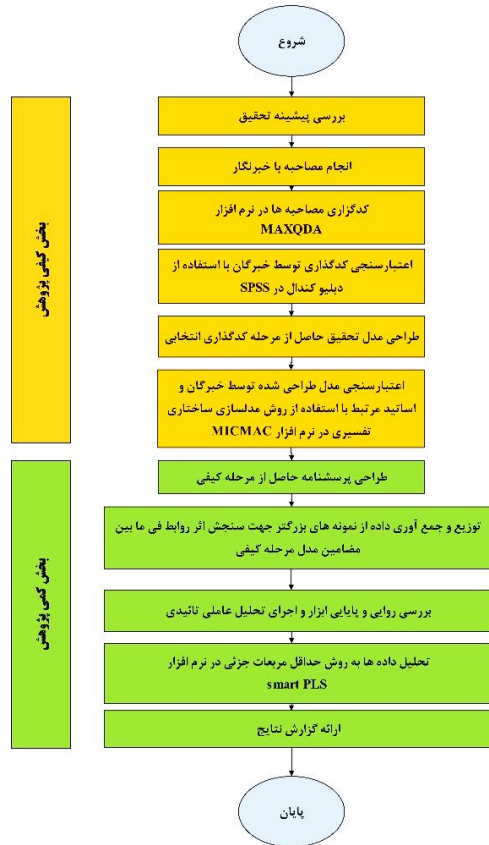 شروع
بخش کیفی پژوهش
بررسی پیشینه تحقیق
انجام مصاحبه با خبرنگار
کدگزاری مصاحبه ها در نرم افزار
MAXQDA
اعتبارسنجی کدگذاری توسط خبرگان با استفاده از
دبلیو کندال در SPSS
طراحی مدل تحقیق حاصل از مرحله کدگذاری انتخابی
اعتبارسنجی مدل طراحی شده توسط خبرگان و
اساتید مرتبط با استفاده از روش مدلسازی ساختاری
تفسیری در نرم افزار MICMAC
بخش کمی پژوهش
طراحی پرسشنامه حاصل از مرحله کیفی
توزیع و جمع آوری داده از نمونه های بزرگتر جهت سنجش اثر روابط فی ما بین
مضامین مدل مرحله کیفی
بررسی روایی و پایایی ابزار و اجرای تحلیل عاملی تائیدی
تحلیل داده ها به روش حداقل مربعات جزئی در نرم افزار
smart PLS
ارائه گزارش نتایج
پایان